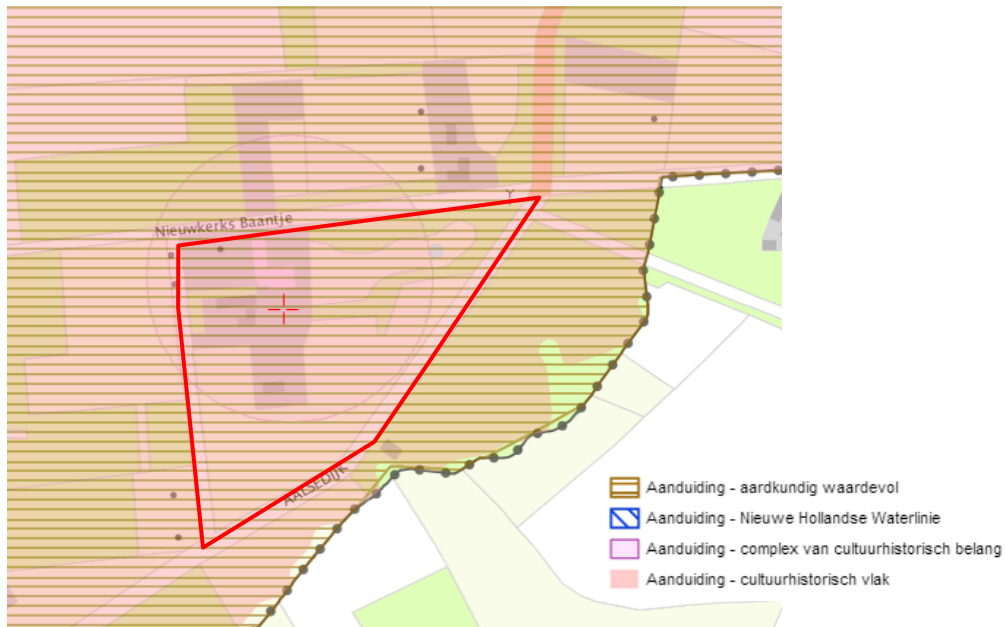 Y
Nieuwkerks Baantje
AALSEDIJK
Aanduiding - aardkundig waardevol
Aanduiding - Nieuwe Hollandse Waterlinie
Aanduiding - complex van cultuurhistorisch belang
Aanduiding - cultuurhistorisch vlak